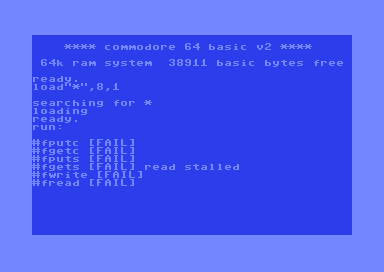 **** commodore 64 basic v2 ****
64k ram system  38911 basic bytes free
ready.
load"*",8,1
searching for *
loading
ready.
run:
#fputc [FAIL]
#fgetc [FAIL]
#fputs [FAIL]
#fgets [FAIL] read stalled
#fwrite [FAIL]
#fread [FAIL]